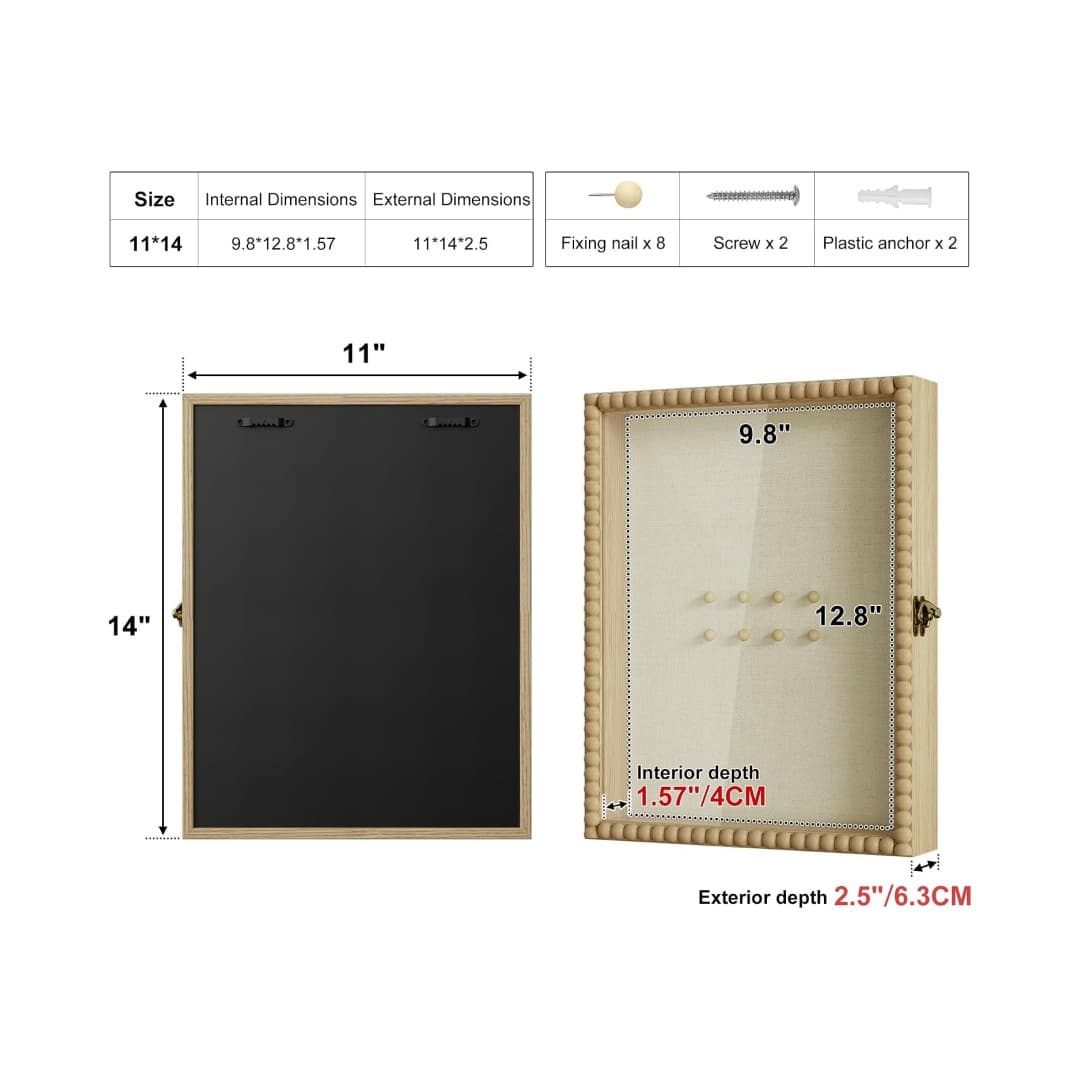 Size Internal Dimensions External Dimensions
11*14 9.8*12.8*1.57 11*14*2.5
Fixing nail x 8 Screw x 2 Plastic anchor x 2
11"
14"
9.8"
12.8"
Interior depth
1.57"/4CM
Exterior depth 2.5"/6.3CM